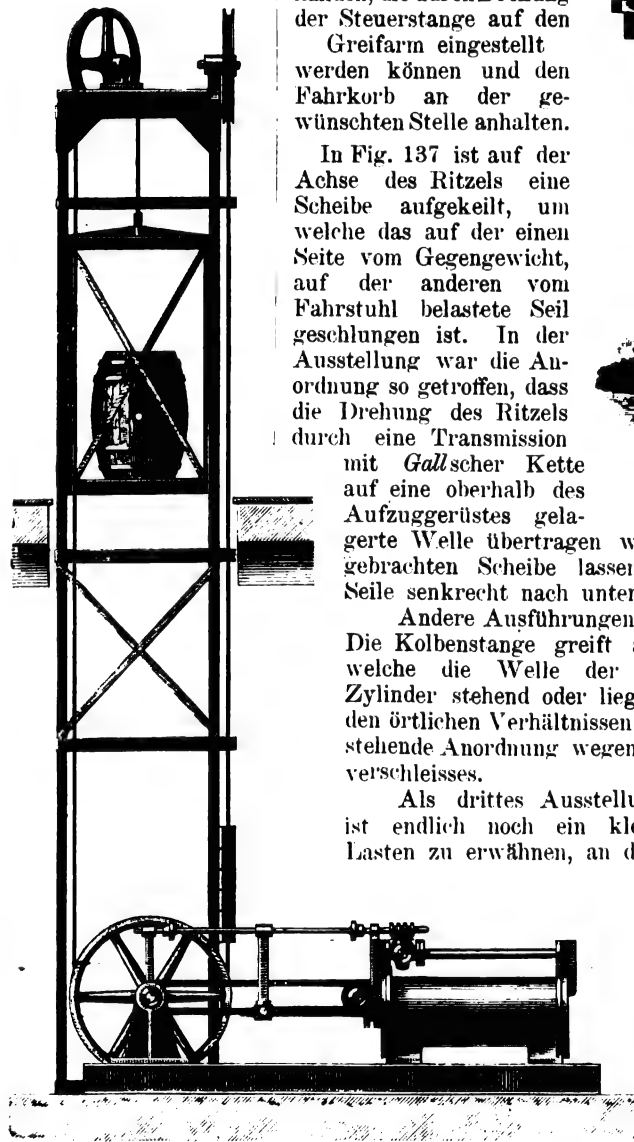 der Steuerstange auf den
Greifarm eingestellt
werden können und den
Fahrkorb an der ge-
wünschten Stelle anhalten.
In Fig. 137 ist auf der
Achse des Ritzels eine
Scheibe aufgekeilt, um
welche das auf der einen
Seite vom Gegengewicht,
auf der anderen vom
Fahrstuhl belastete Seil
geschlungen ist. In der
Ausstellung war die An-
ordnung so getroffen, dass
die Drehung des Ritzels
durch eine Transmission
mit Gallscher Kette
auf eine oberhalb des
Aufzuggerüstes gela-
gerte Welle übertragen
gebrachten Scheibe
Seile senkrecht nach
Andere Ausführungen
Die Kolbenstange greift
welche die Welle der
Zylinder stehend oder
den örtlichen Verhältnissen
stehende Anordnung wegen
verschleisses.
Als drittes
ist endlich noch ein
Lasten zu erwähnen, an